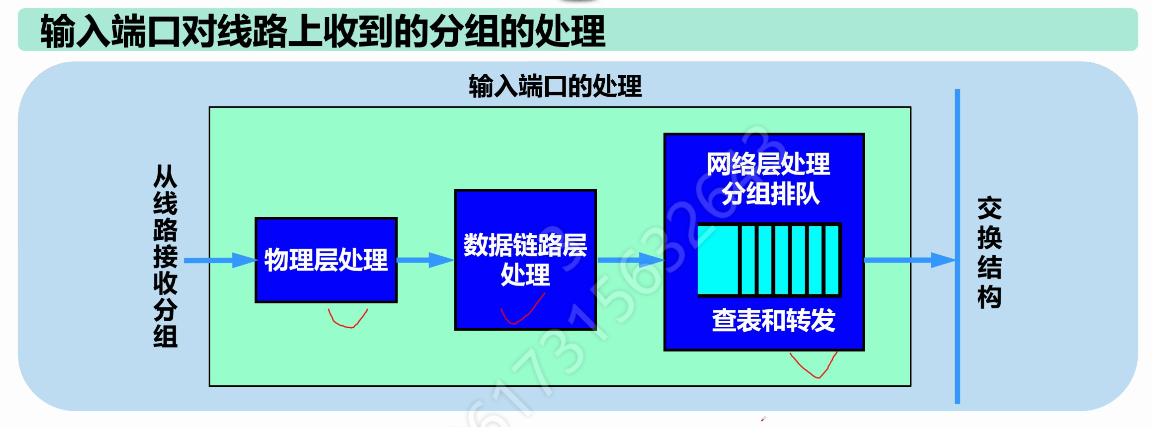 输入端口对线路上收到的分组的处理
输入端口的处理
从线路接收分组
物理层处理
数据链路层
处理
网络层处理
分组排队
查表和转发
交换结构